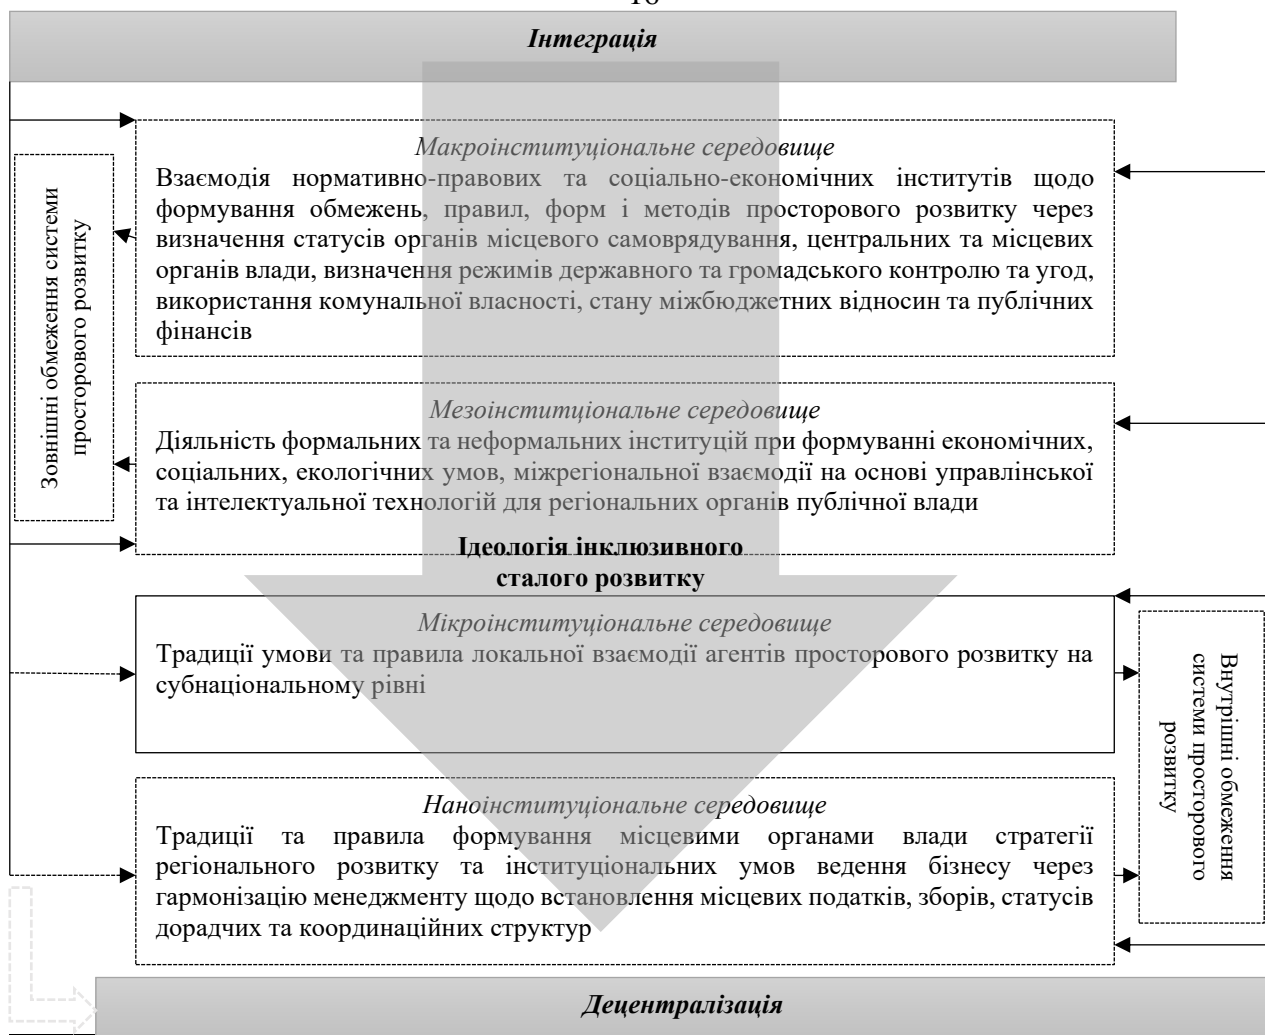 Інтеграція
Макроінституціональне середовище
Взаємодія нормативно-правових та соціально-економічних інститутів щодо
формування обмежень, правил, форм і методів просторового розвитку через
визначення статусів органів місцевого самоврядування, центральних та місцевих
органів влади, визначення режимів державного та громадського контролю та угод,
використання комунальної власності, стану міжбюджетних відносин та публічних
фінансів
Зовнішні обмеження системи
просторового розвитку
Мезоінститціональне середовище
Діяльність формальних та неформальних інституцій при формуванні економічних,
соціальних, екологічних умов, міжрегіональної взаємодії на основі управлінської
та інтелектуальної технологій для регіональних органів публічної влади
Ідеологія інклюзивного
сталого розвитку
Мікроінституціональне середовище
Традиції умови та правила локальної взаємодії агентів просторового розвитку на
субнаціональному рівні
Внутрішні обмеження
системи просторового
розвитку
Наноінституціональне середовище
Традиції та правила формування місцевими органами влади стратегії
регіонального розвитку та інституціональних умов ведення бізнесу через
гармонізацію менеджменту щодо встановлення місцевих податків, зборів, статусів
дорадчих та координаційних структур
Децентралізація